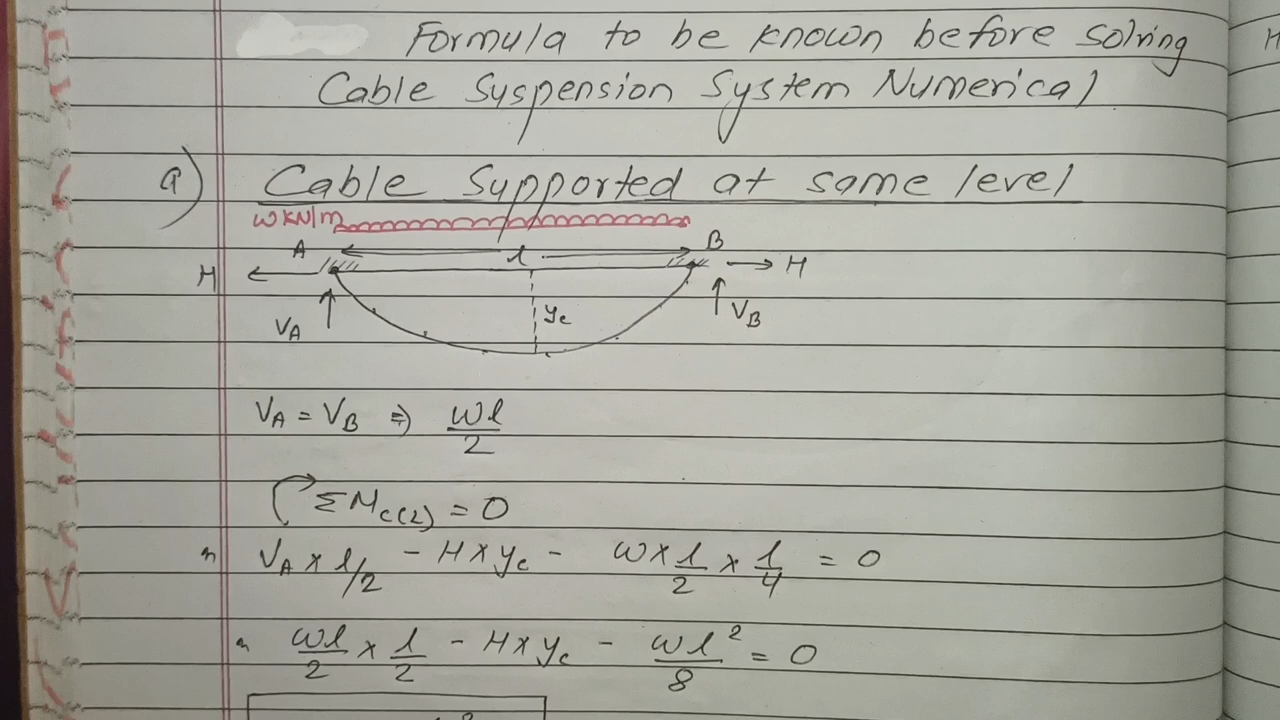 Formula to be known before solving
Cable Suspension System Numerical
a) Cable Supported at same level
w kN/m
A l B
H H
VA yc VB
VA = VB ⇒ wl/2
ΣMc(L) = 0
VA × l/2 - H × yc - w × l/2 × l/4 = 0
wl/2 × l/2 - H × yc - wl²/8 = 0